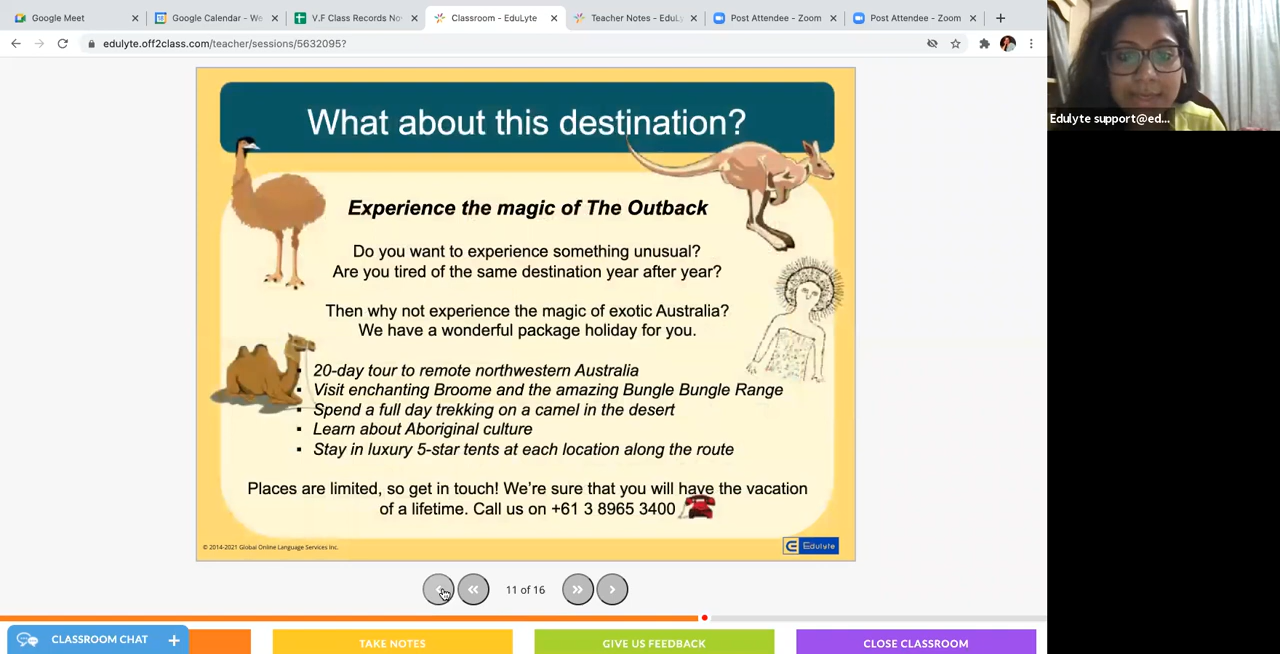 Google Meet
Google Calendar - We
V.F Class Records No
Classroom - EduLyte
Teacher Notes - EduL
Post Attendee - Zoom
Post Attendee - Zoom
edulyte.off2class.com/teacher/sessions/5632095?
Edulyte support@ed...
What about this destination?
Experience the magic of The Outback
Do you want to experience something unusual?
Are you tired of the same destination year after year?
Then why not experience the magic of exotic Australia?
We have a wonderful package holiday for you.
▪ 20-day tour to remote northwestern Australia
▪ Visit enchanting Broome and the amazing Bungle Bungle Range
▪ Spend a full day trekking on a camel in the desert
▪ Learn about Aboriginal culture
▪ Stay in luxury 5-star tents at each location along the route
Places are limited, so get in touch! We're sure that you will have the vacation
of a lifetime. Call us on +61 3 8965 3400
© 2014-2021 Global Online Language Services Inc.
Edulyte
11 of 16
CLASSROOM CHAT +
TAKE NOTES
GIVE US FEEDBACK
CLOSE CLASSROOM